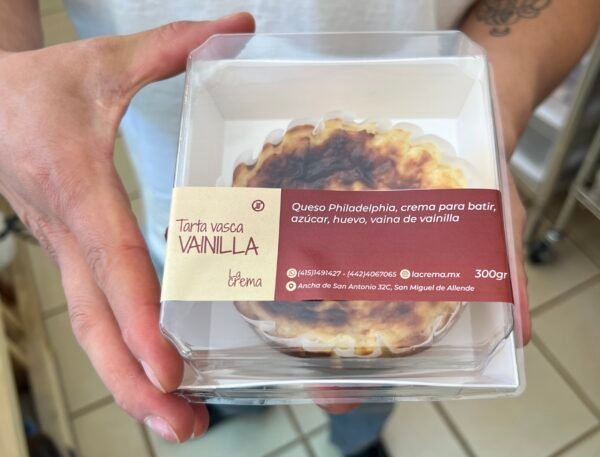 Tarta vasca
VAINILLA
La
crema
Queso Philadelphia, crema para batir,
azúcar, huevo, vaina de vainilla
(415)1491427 - (442)4067065 lacrema.mx 300gr
Ancha de San Antonio 32C, San Miguel de Allende